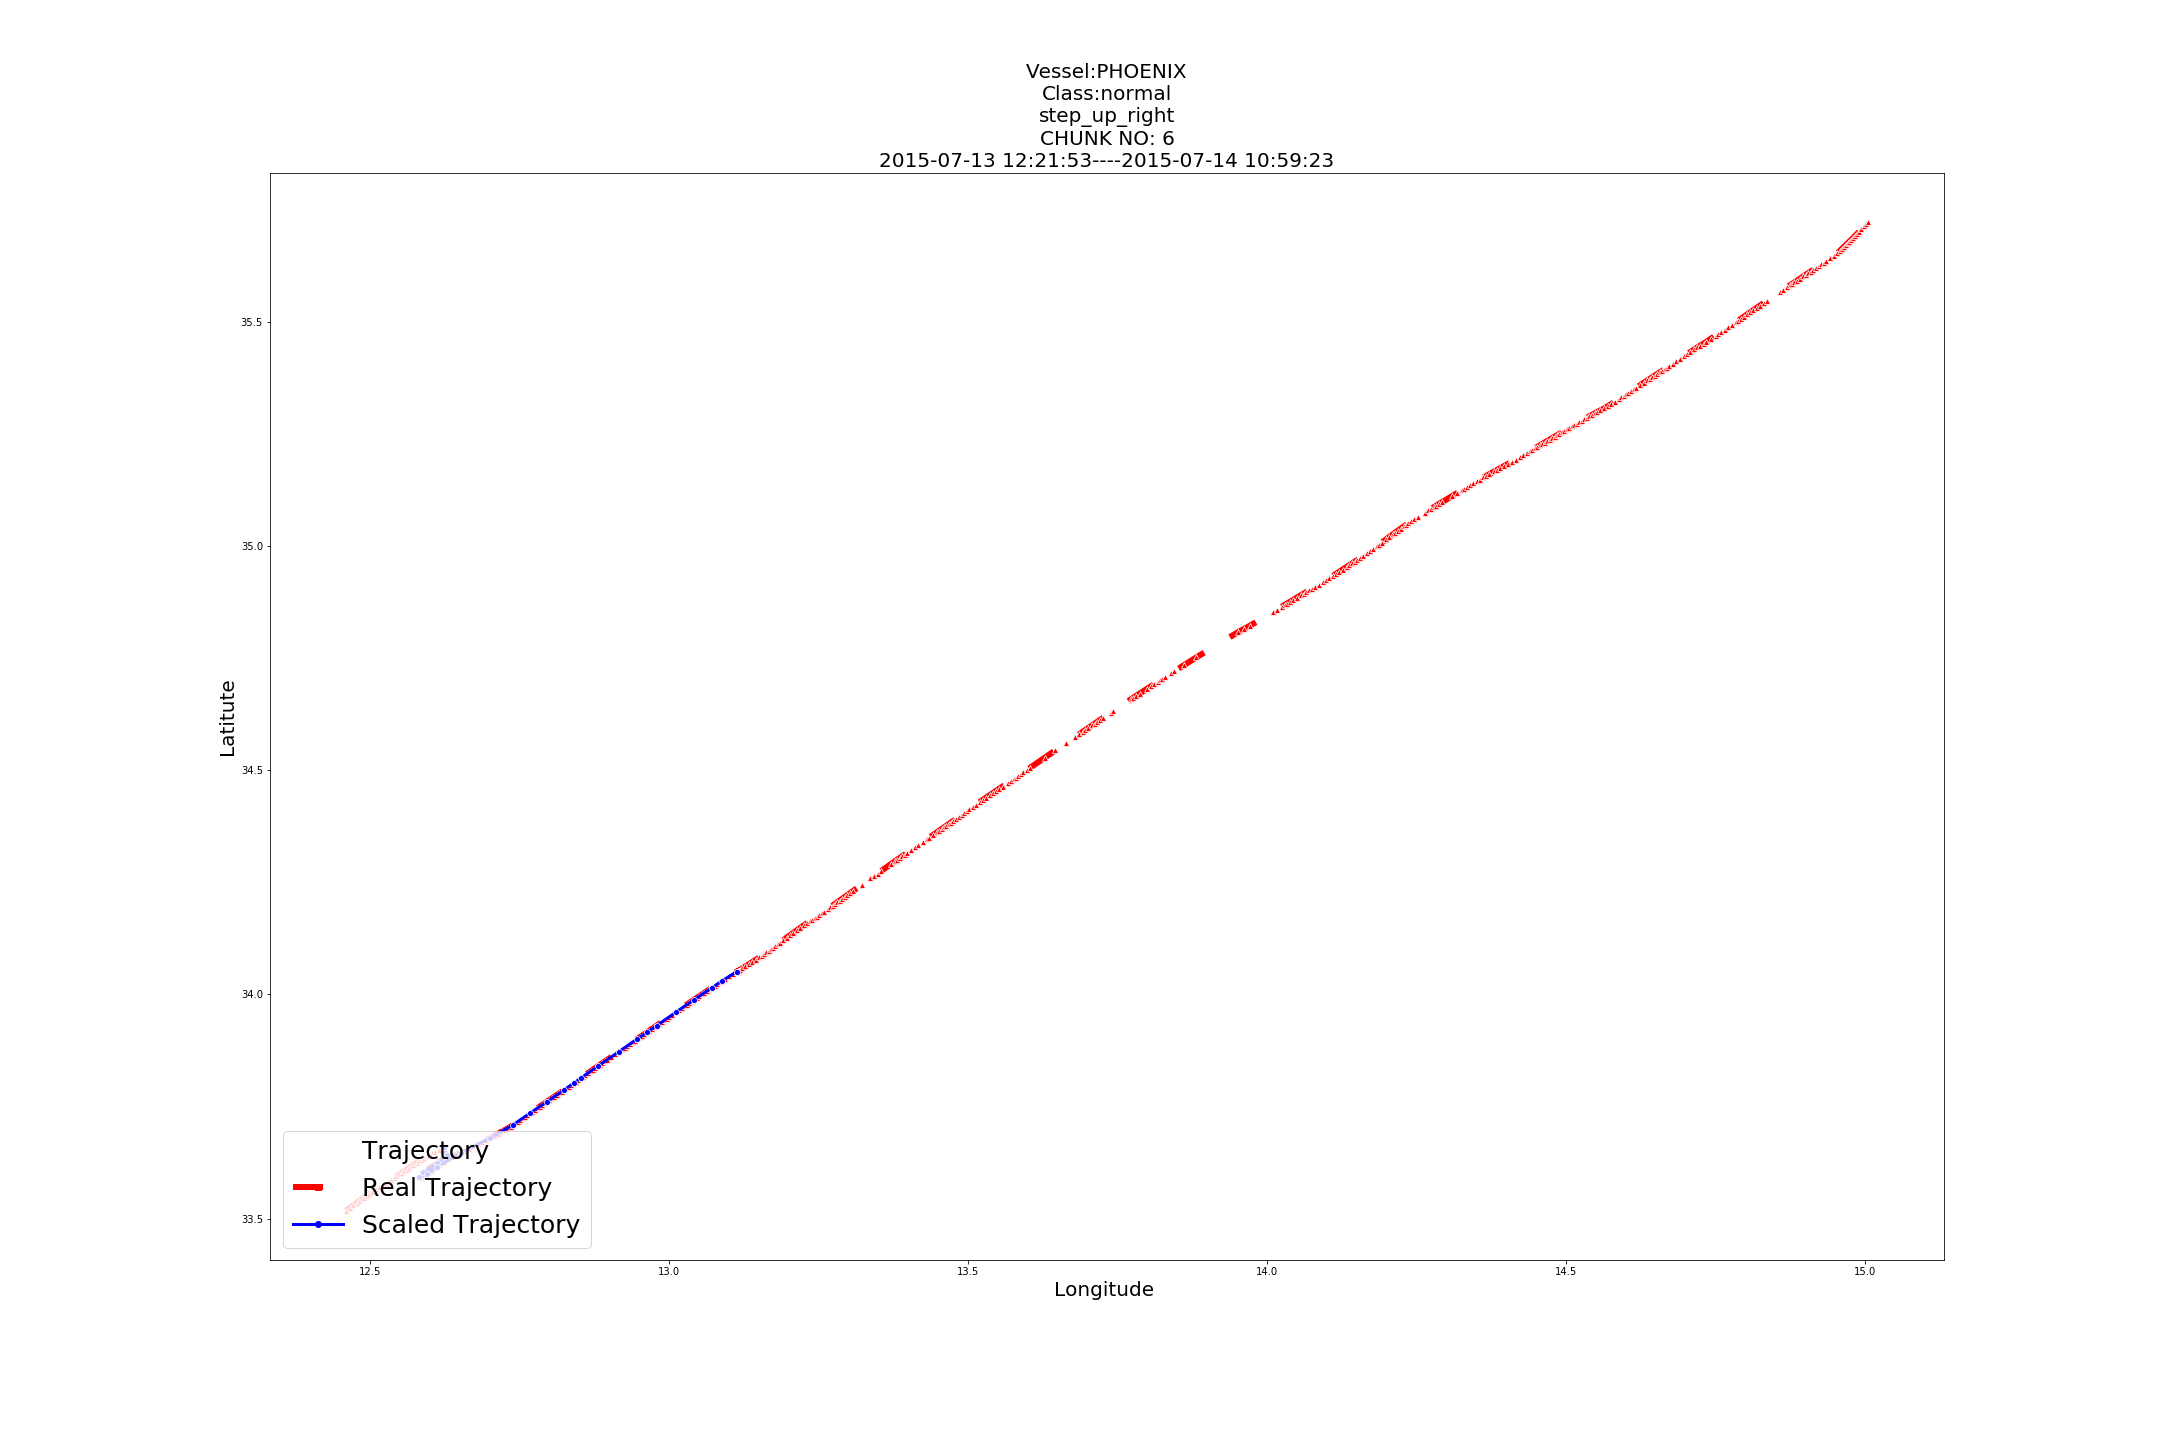 Vessel:PHOENIX
Class:normal
step_up_right
CHUNK NO: 6
2015-07-13 12:21:53----2015-07-14 10:59:23
35.5
35.0
34.5
34.0
33.5
Latitute
Trajectory
Real Trajectory
Scaled Trajectory
12.5 13.0 13.5 14.0 14.5 15.0
Longitude